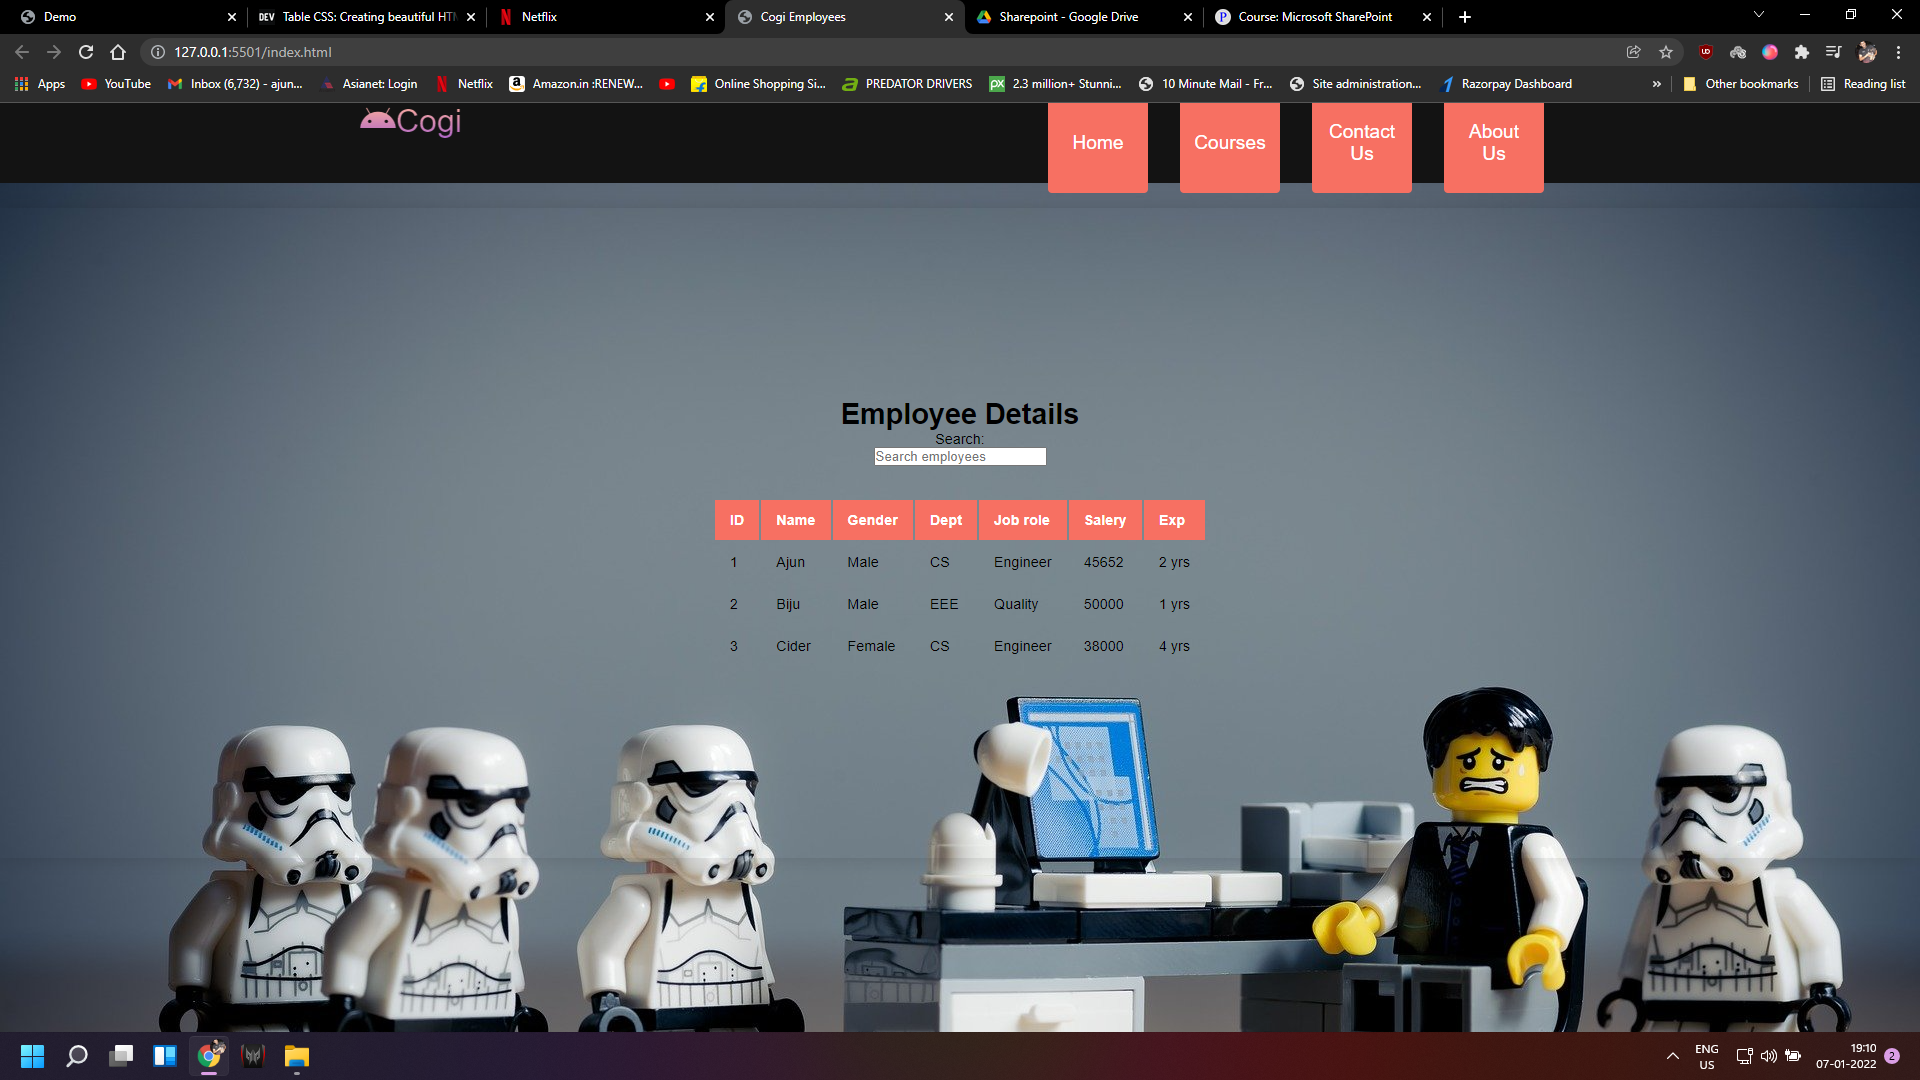 Demo
Table CSS: Creating beautiful HTM
Netflix
Cogi Employees
Sharepoint - Google Drive
Course: Microsoft SharePoint
127.0.0.1:5501/index.html
Apps
YouTube
Inbox (6,732) - ajun...
Asianet: Login
Netflix
Amazon.in :RENEW...
Online Shopping Si...
PREDATOR DRIVERS
2.3 million+ Stunni...
10 Minute Mail - Fr...
Site administration...
Razorpay Dashboard
»
Other bookmarks
Reading list
Cogi
Home
Courses
Contact
Us
About
Us
Employee Details
Search:
Search employees
ID Name Gender Dept Job role Salery Exp
1 Ajun Male CS Engineer 45652 2 yrs
2 Biju Male EEE Quality 50000 1 yrs
3 Cider Female CS Engineer 38000 4 yrs
ENG
US
19:10
07-01-2022
2